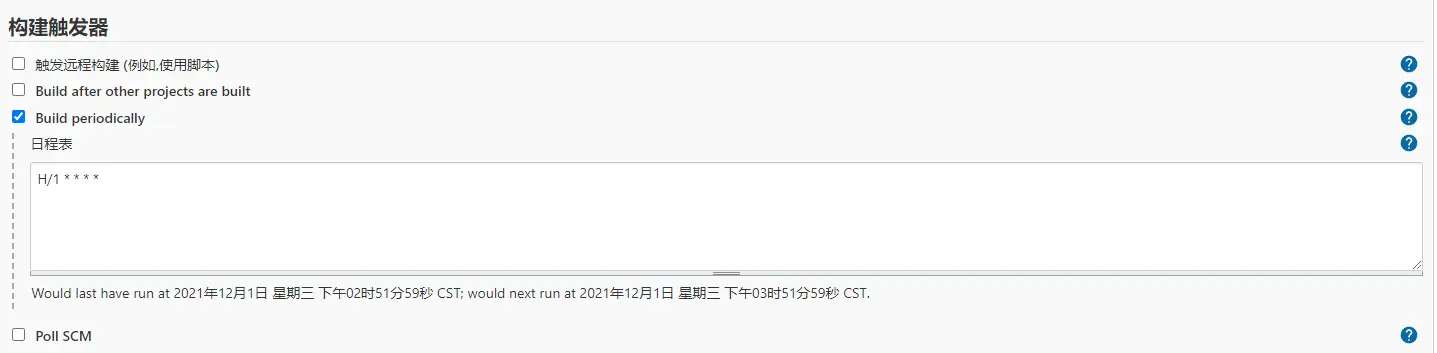 构建触发器
触发远程构建 (例如,使用脚本)
Build after other projects are built
Build periodically
日程表
H/1 * * * *
Would last have run at 2021年12月1日 星期三 下午02时51分59秒 CST; would next run at 2021年12月1日 星期三 下午03时51分59秒 CST.
Poll SCM